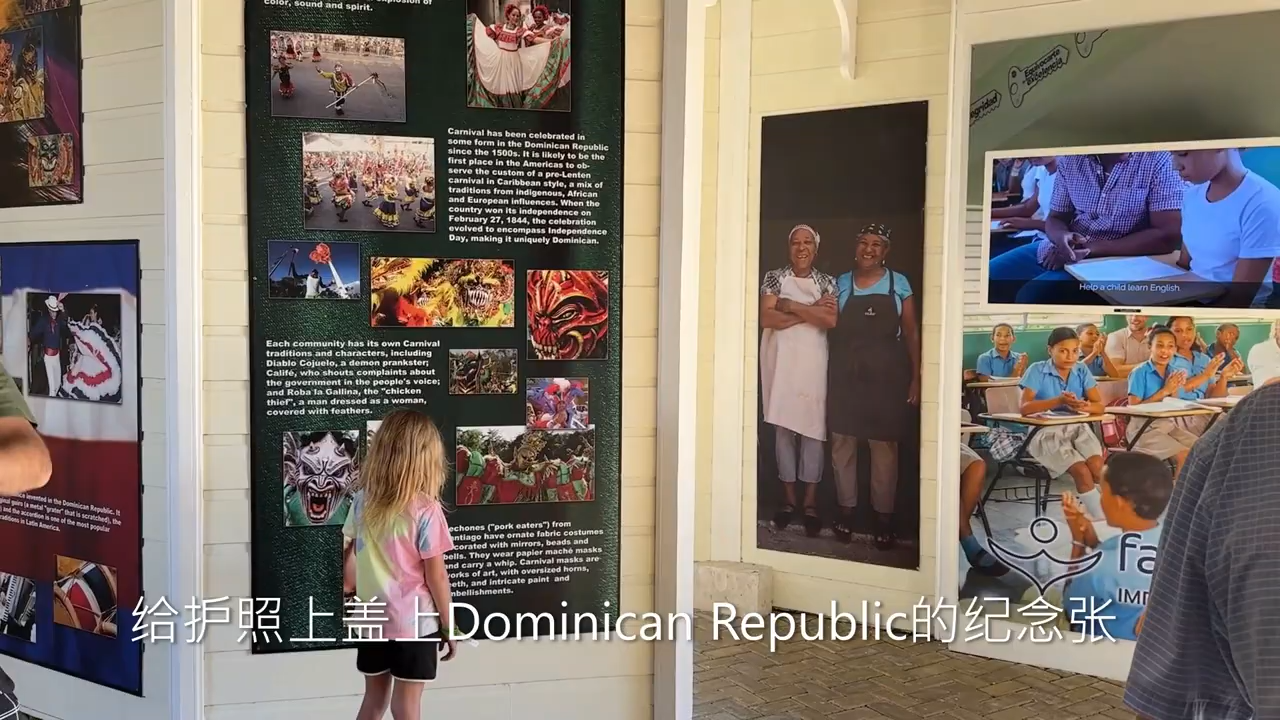 color, sound and spirit.
Carnival has been celebrated in
some form in the Dominican Republic
since the 1500s. It is likely to be the
first place in the Americas to ob-
serve the custom of a pre-Lenten
carnival in Caribbean style, a mix of
traditions from indigenous, African
and European influences. When the
country won its independence on
February 27, 1844, the celebration
evolved to encompass Independence
Day, making it uniquely Dominican.
Each community has its own Carnival
traditions and characters, including
Diablo Cojuelo, a demon prankster;
Califé, who shouts complaints about
the government in the people's voice;
and Roba la Gallina, the "chicken
thief", a man dressed as a woman,
covered with feathers.
("pork eaters") from
have ornate fabric costumes
with mirrors, beads and
They wear papier maché masks
and carry a whip. Carnival masks are
of art, with oversized horns,
and intricate paint and
invented in the Dominican Republic. It
(a metal "grater" that is scratched), the
and the accordion is one of the most popular
traditions in Latin America.
Help a child learn English.
fa
给护照上盖上Dominican Republic的纪念张